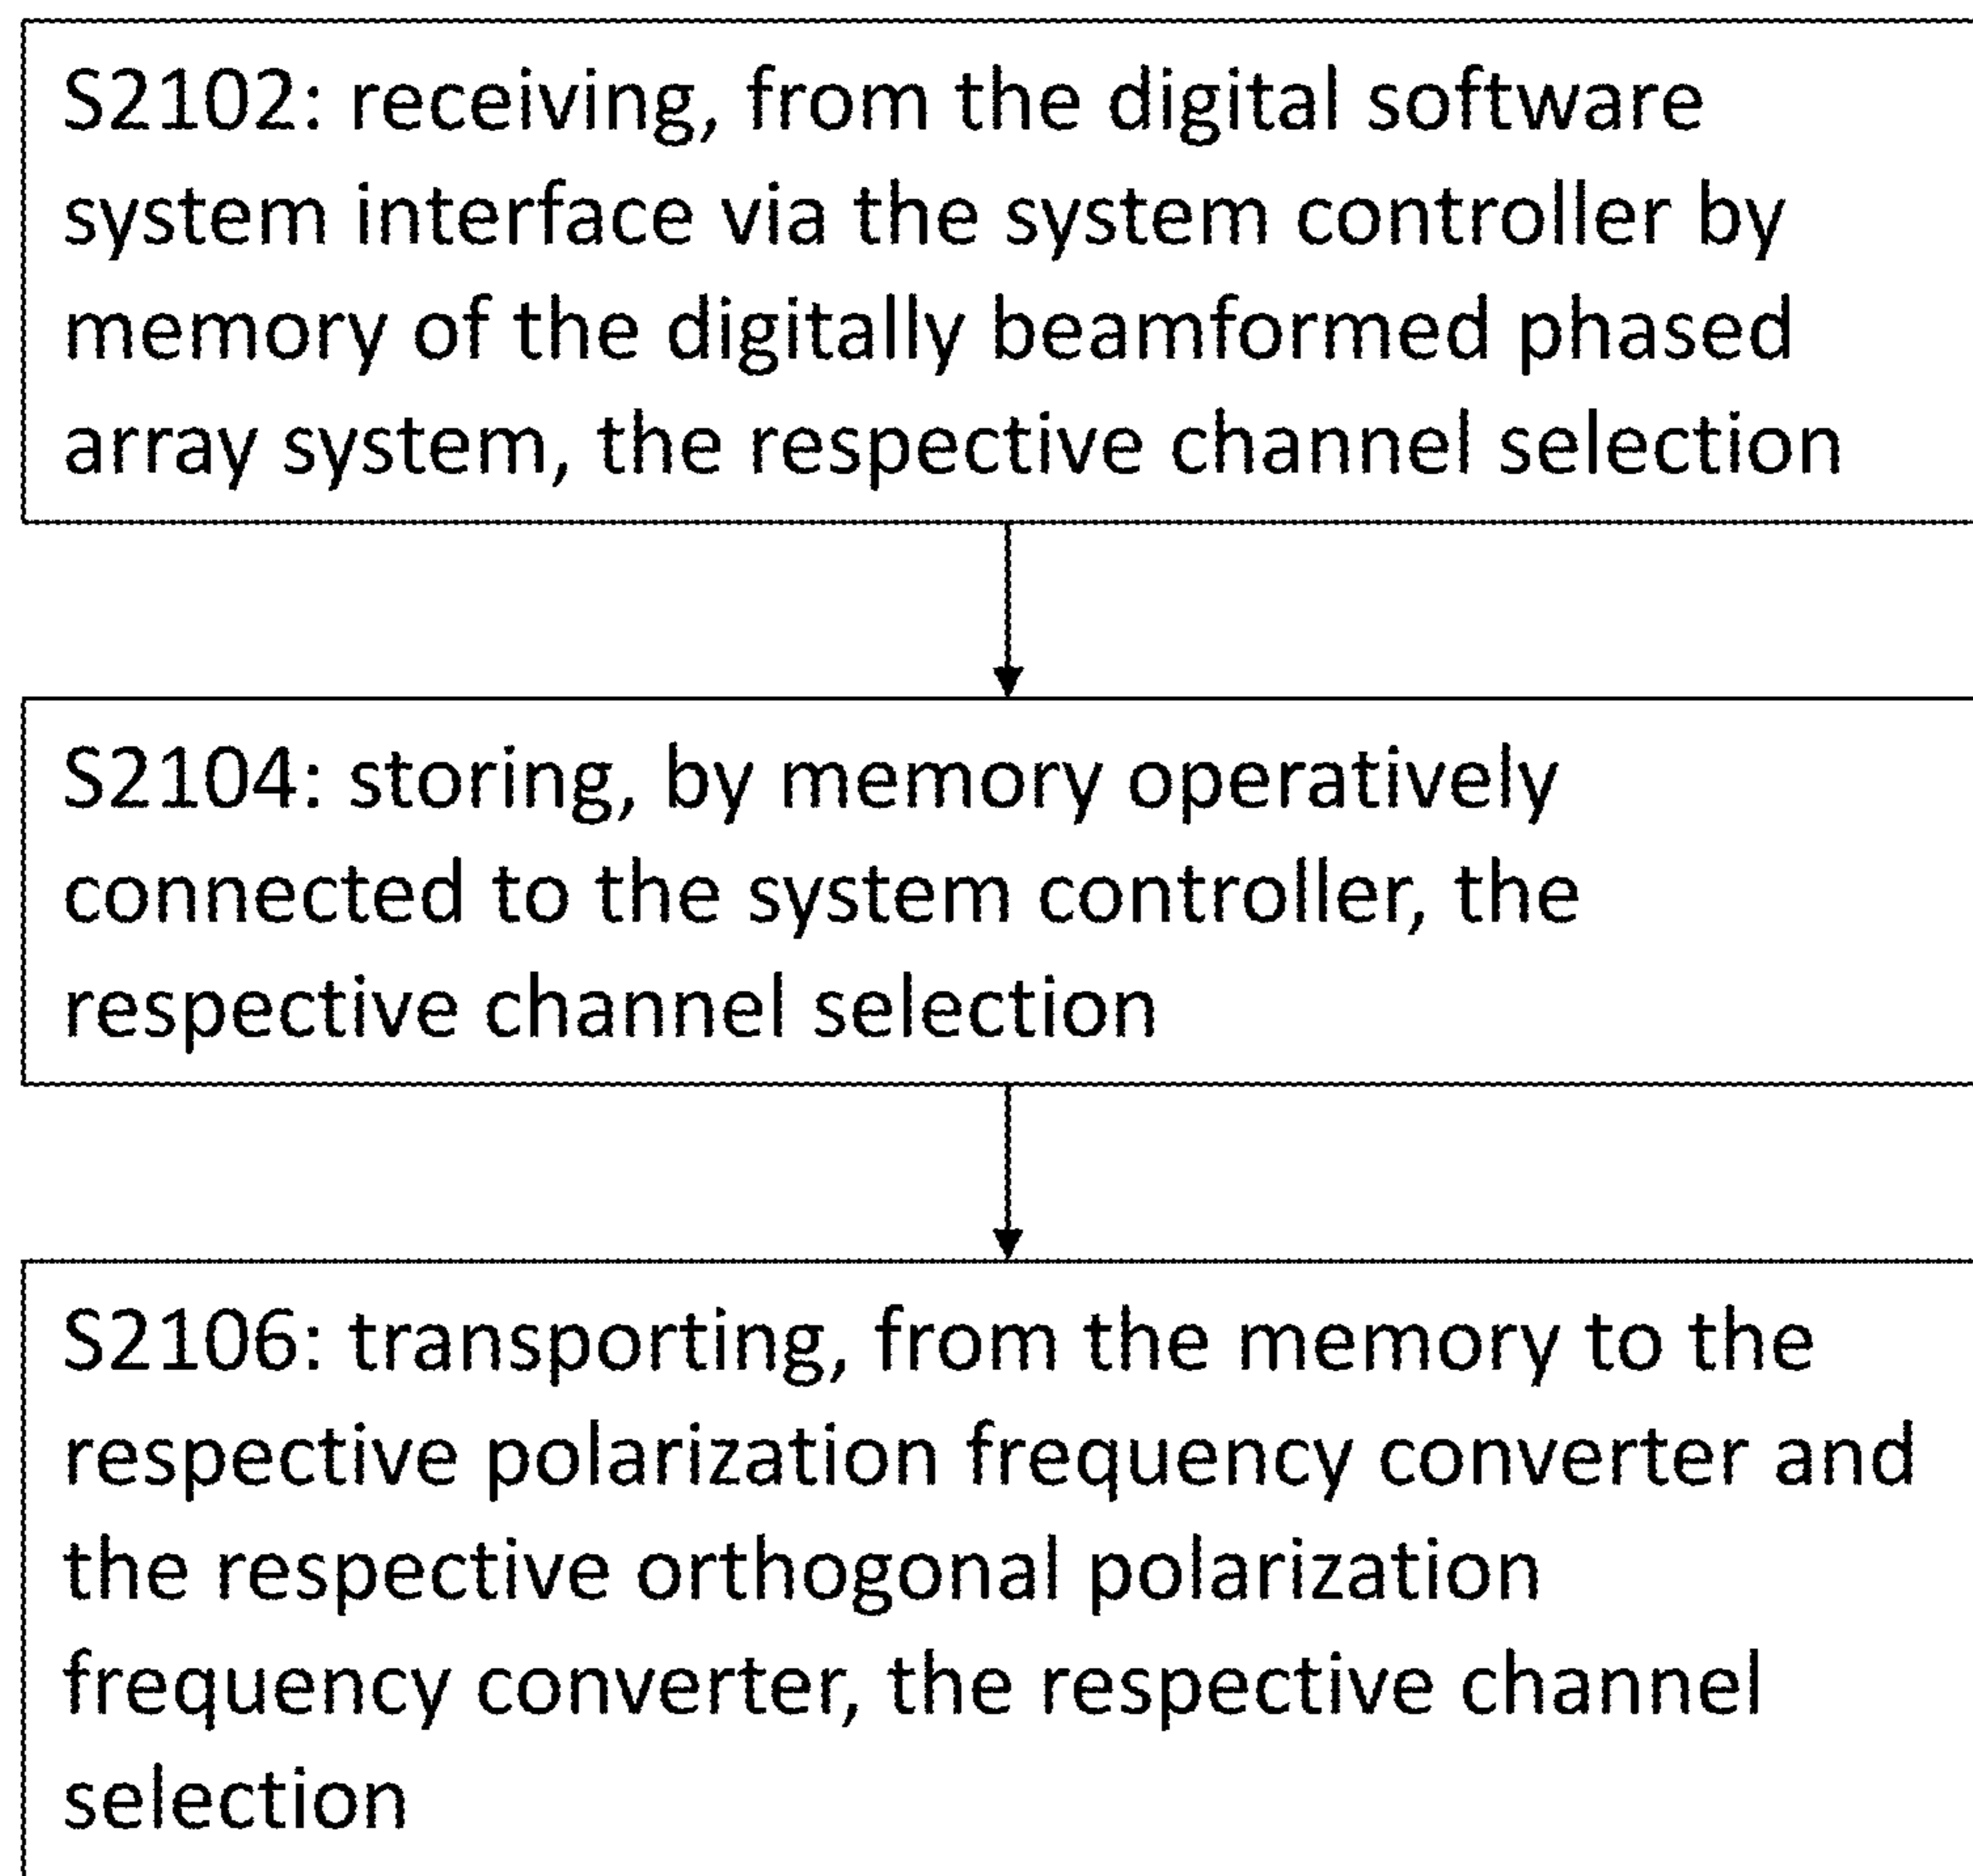 S2102: receiving, from the digital software
system interface via the system controller by
memory of the digitally beamformed phased
array system, the respective channel selection
S2104: storing, by memory operatively
connected to the system controller, the
respective channel selection
S2106: transporting, from the memory to the
respective polarization frequency converter and
the respective orthogonal polarization
frequency converter, the respective channel
selection